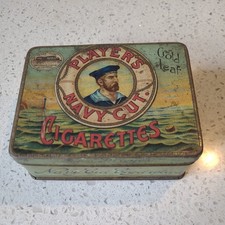 PLAYER'S
NAVY CUT
Gold
Leaf
CIGARETTES